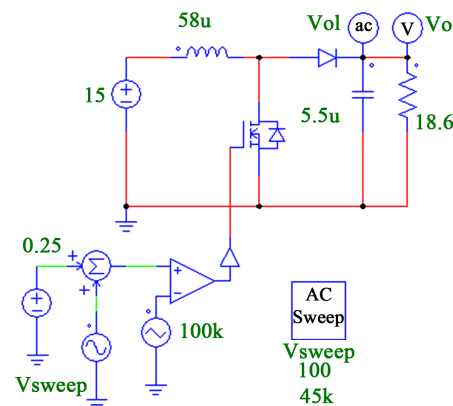 58u
Vol
ac
V
Vo
15
5.5u
18.6
0.25
Σ
100k
Vsweep
AC
Sweep
Vsweep
100
45k